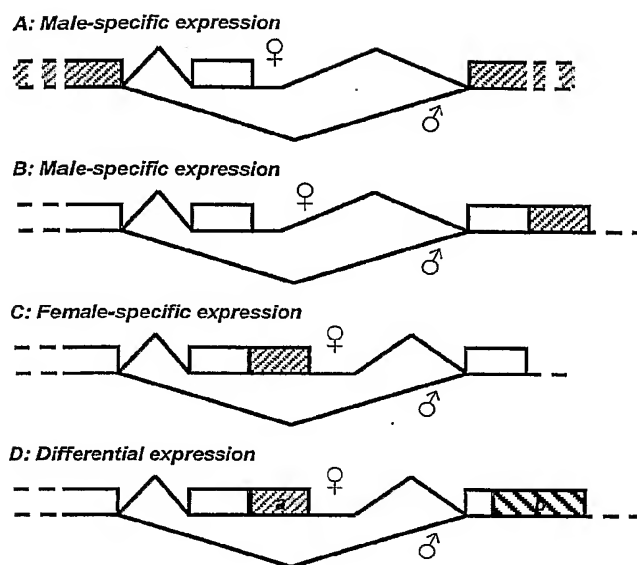 A: Male-specific expression
♀
♂
B: Male-specific expression
♀
♂
C: Female-specific expression
♀
♂
D: Differential expression
♀
a
b
♂